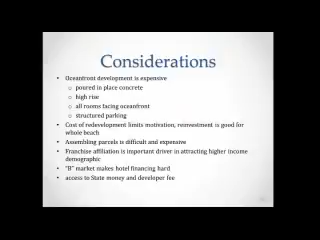 Considerations
• Oceanfront development is expensive
o poured in place concrete
o high rise
o all rooms facing oceanfront
o structured parking
• Cost of redevelopment limits motivation, reinvestment is good for
whole beach
• Assembling parcels is difficult and expensive
• Franchise affiliation is important driver in attracting higher income
demographic
• "B" market makes hotel financing hard
• access to State money and developer fee